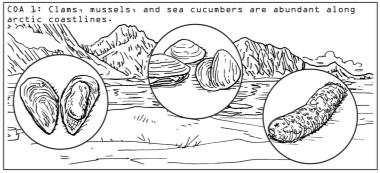 COA 1: Clams, mussels, and sea cucumbers are abundant along
arctic coastlines.